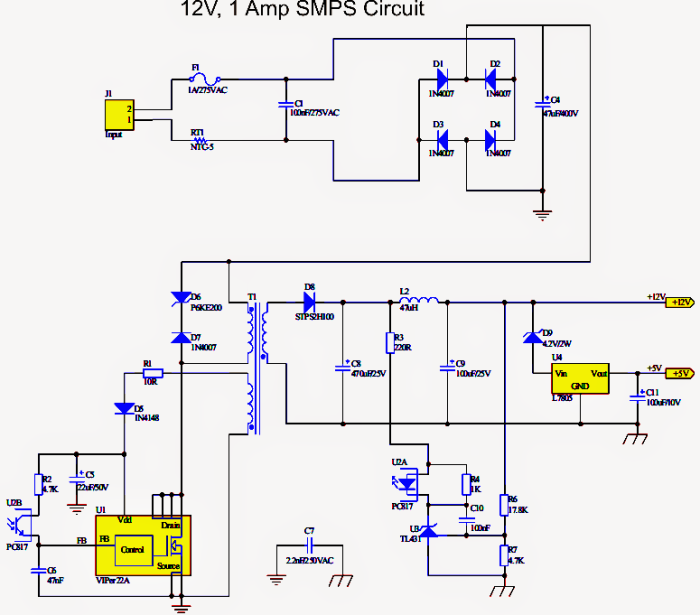 12V, 1 Amp SMPS Circuit
J1
2
1
Input
F1
1A/275VAC
RT1
NTC-5
C1
100nF/275VAC
D1
1N4007
D2
1N4007
D3
1N4007
D4
1N4007
C4
47uF/400V
D6
P6KE200
D7
1N4007
T1
D8
STPS2H100
L2
47uH
R3
220R
C8
470uF/25V
C9
100uF/25V
+12V
+12V
D9
4.2V/2W
U4
Vin
Vout
GND
L7805
+5V
+5V
C11
100uF/10V
R1
10R
D5
1N4148
R2
4.7K
C5
22uF/50V
U2B
PC817
FB
C6
47nF
U1
Vdd
Drain
FB
Control
Source
VIPer 22A
C7
2.2nF/250VAC
U2A
PC817
R4
1K
C10
100nF
U3
TL431
R6
17.8K
R7
4.7K